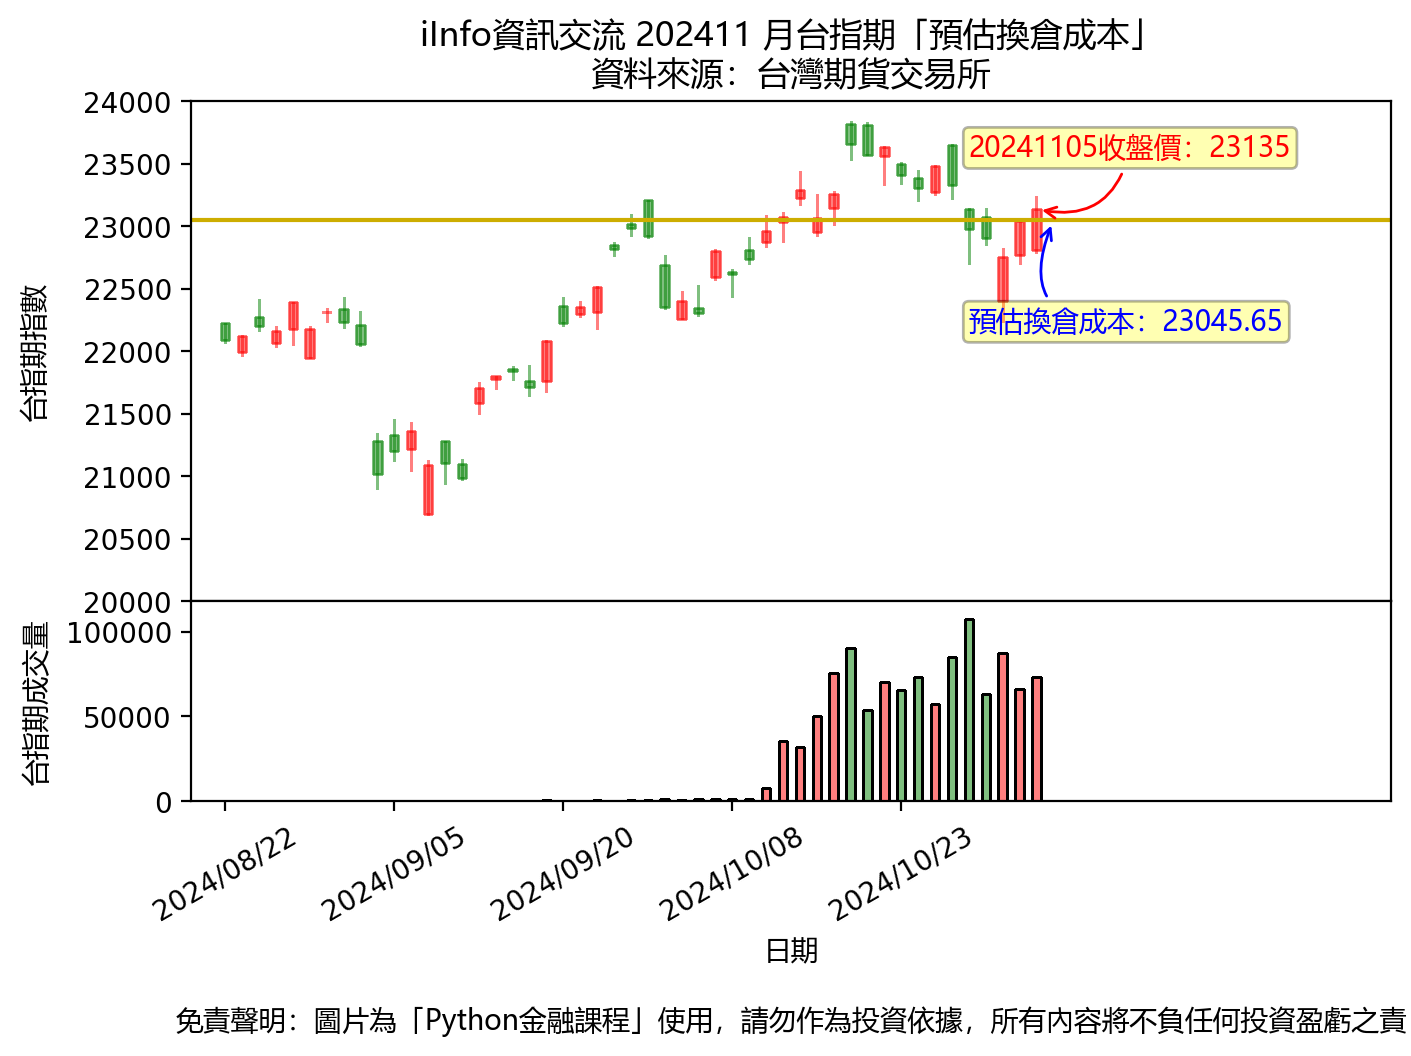 iInfo資訊交流 202411 月台指期「預估換倉成本」
資料來源：台灣期貨交易所
台指期指數
24000
23500
23000
22500
22000
21500
21000
20500
20000
20241105收盤價：23135
預估換倉成本：23045.65
台指期成交量
100000
50000
0
2024/08/22
2024/09/05
2024/09/20
2024/10/08
2024/10/23
日期
免責聲明：圖片為「Python金融課程」使用，請勿作為投資依據，所有內容將不負任何投資盈虧之責